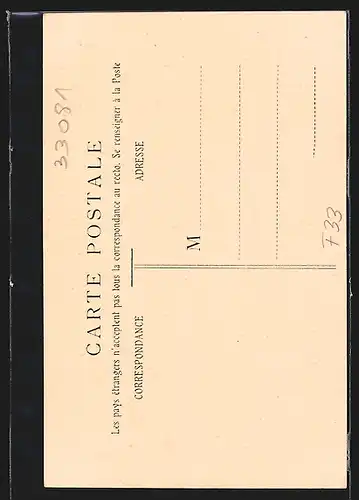 33081
CARTE POSTALE
Les pays étrangers n'acceptent pas tous la correspondance au recto. Se renseigner à la Poste
CORRESPONDANCE
ADRESSE
M
F33